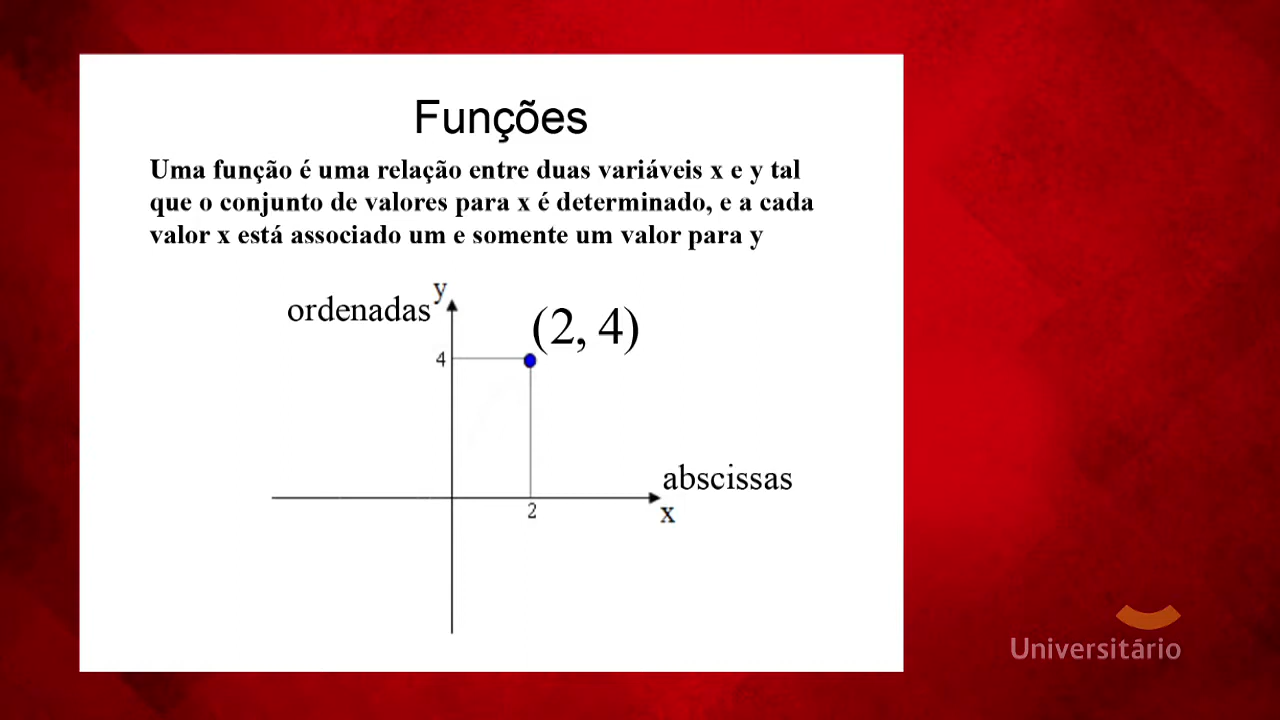 Funções
Uma função é uma relação entre duas variáveis x e y tal
que o conjunto de valores para x é determinado, e a cada
valor x está associado um e somente um valor para y
y
ordenadas
(2, 4)
4
abscissas
2
x
Universitário